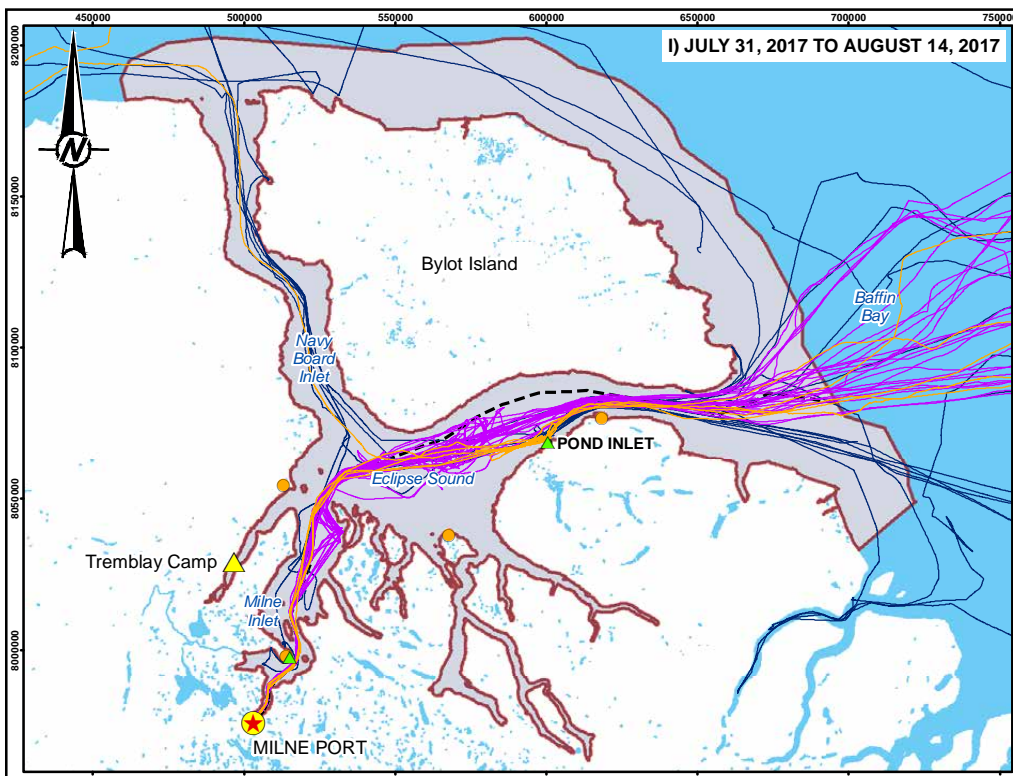 450000 500000 550000 600000 650000 700000 750000
I) JULY 31, 2017 TO AUGUST 14, 2017
8200000
8150000
8100000
8050000
8000000
N
Bylot Island
Baffin
Bay
Navy
Board
Inlet
POND INLET
Eclipse Sound
Tremblay Camp
Milne
Inlet
MILNE PORT